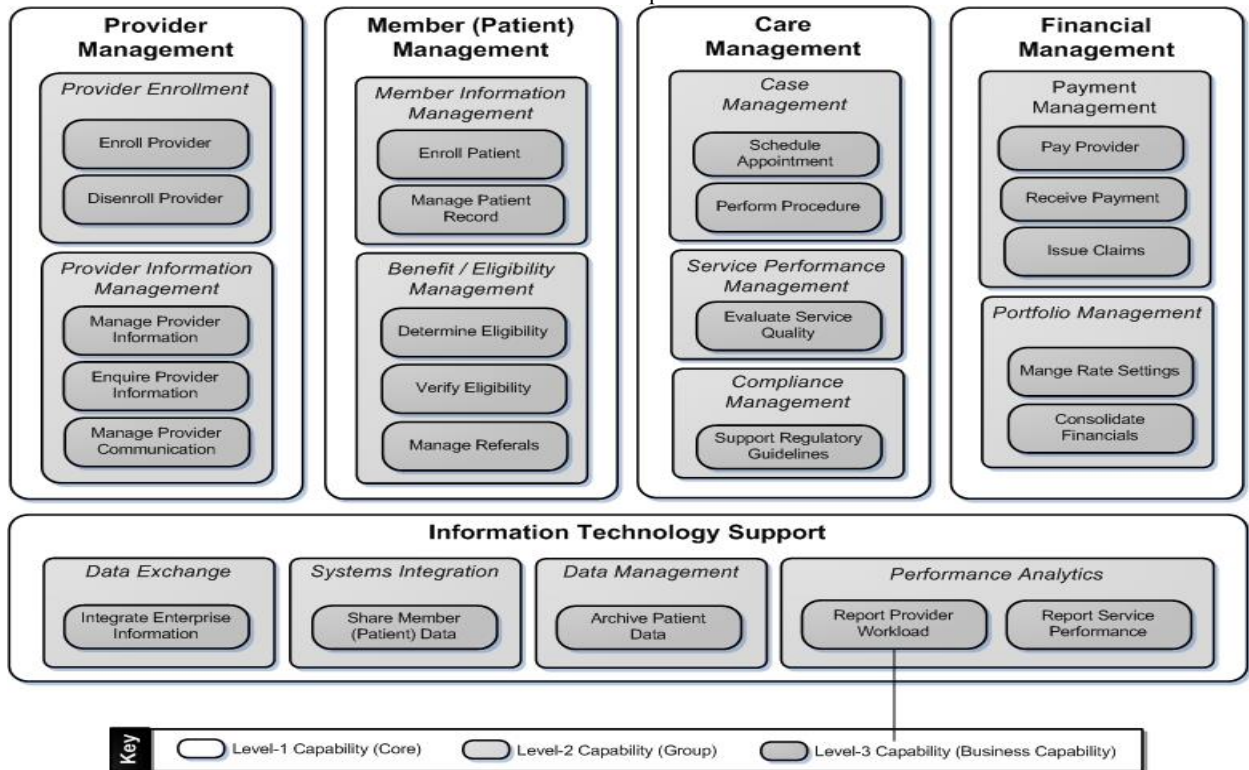 Provider
Management
Provider Enrollment
Enroll Provider
Disenroll Provider
Provider Information
Management
Manage Provider
Information
Enquire Provider
Information
Manage Provider
Communication
Member (Patient)
Management
Member Information
Management
Enroll Patient
Manage Patient
Record
Benefit / Eligibility
Management
Determine Eligibility
Verify Eligibility
Manage Referals
Care
Management
Case
Management
Schedule
Appointment
Perform Procedure
Service Performance
Management
Evaluate Service
Quality
Compliance
Management
Support Regulatory
Guidelines
Financial
Management
Payment
Management
Pay Provider
Receive Payment
Issue Claims
Portfolio Management
Mange Rate Settings
Consolidate
Financials
Information Technology Support
Data Exchange
Integrate Enterprise
Information
Systems Integration
Share Member
(Patient) Data
Data Management
Archive Patient
Data
Performance Analytics
Report Provider
Workload
Report Service
Performance
Key
Level-1 Capability (Core)
Level-2 Capability (Group)
Level-3 Capability (Business Capability)